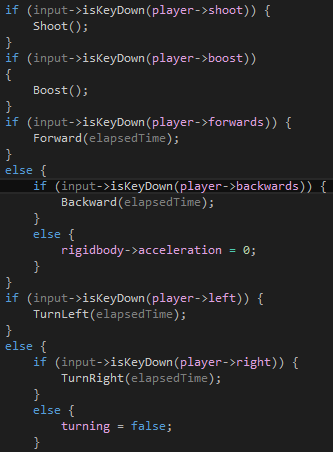 if (input->isKeyDown(player->shoot)) {
    Shoot();
}
if (input->isKeyDown(player->boost))
{
    Boost();
}
if (input->isKeyDown(player->forwards)) {
    Forward(elapsedTime);
}
else {
    if (input->isKeyDown(player->backwards)) {
        Backward(elapsedTime);
    }
    else {
        rigidbody->acceleration = 0;
    }
}
if (input->isKeyDown(player->left)) {
    TurnLeft(elapsedTime);
}
else {
    if (input->isKeyDown(player->right)) {
        TurnRight(elapsedTime);
    }
    else {
        turning = false;
    }